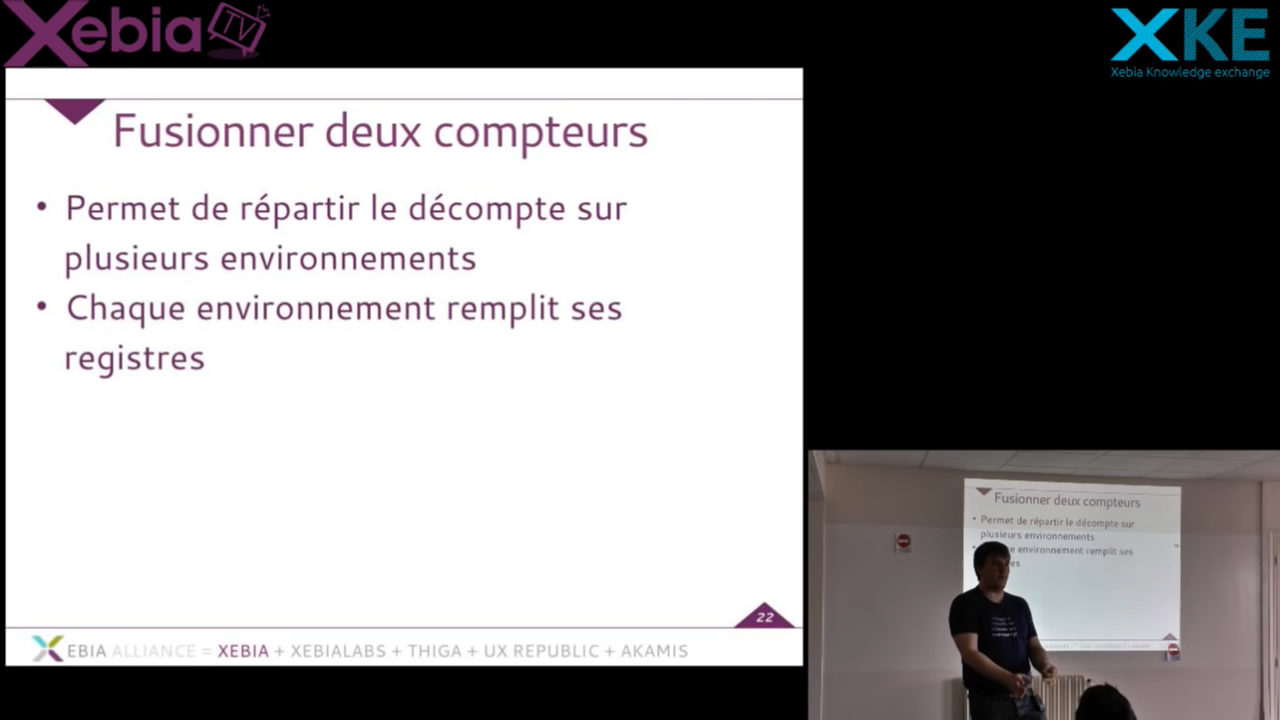 Xebia TV
XKE
Xebia Knowledge exchange
Fusionner deux compteurs
• Permet de répartir le décompte sur
plusieurs environnements
• Chaque environnement remplit ses
registres
22
XEBIA ALLIANCE = XEBIA + XEBIALABS + THIGA + UX REPUBLIC + AKAMIS
Fusionner deux compteurs
• Permet de répartir le décompte sur
plusieurs environnements
environnement remplit ses